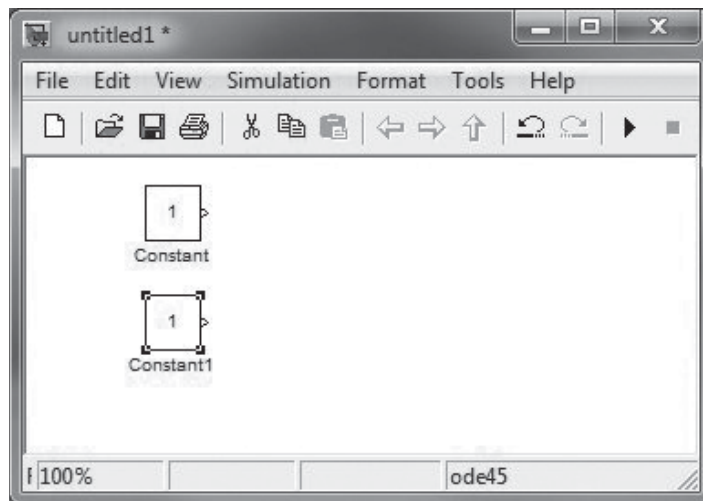 untitled1 *
File Edit View Simulation Format Tools Help
1
Constant
1
Constant1
100% ode45